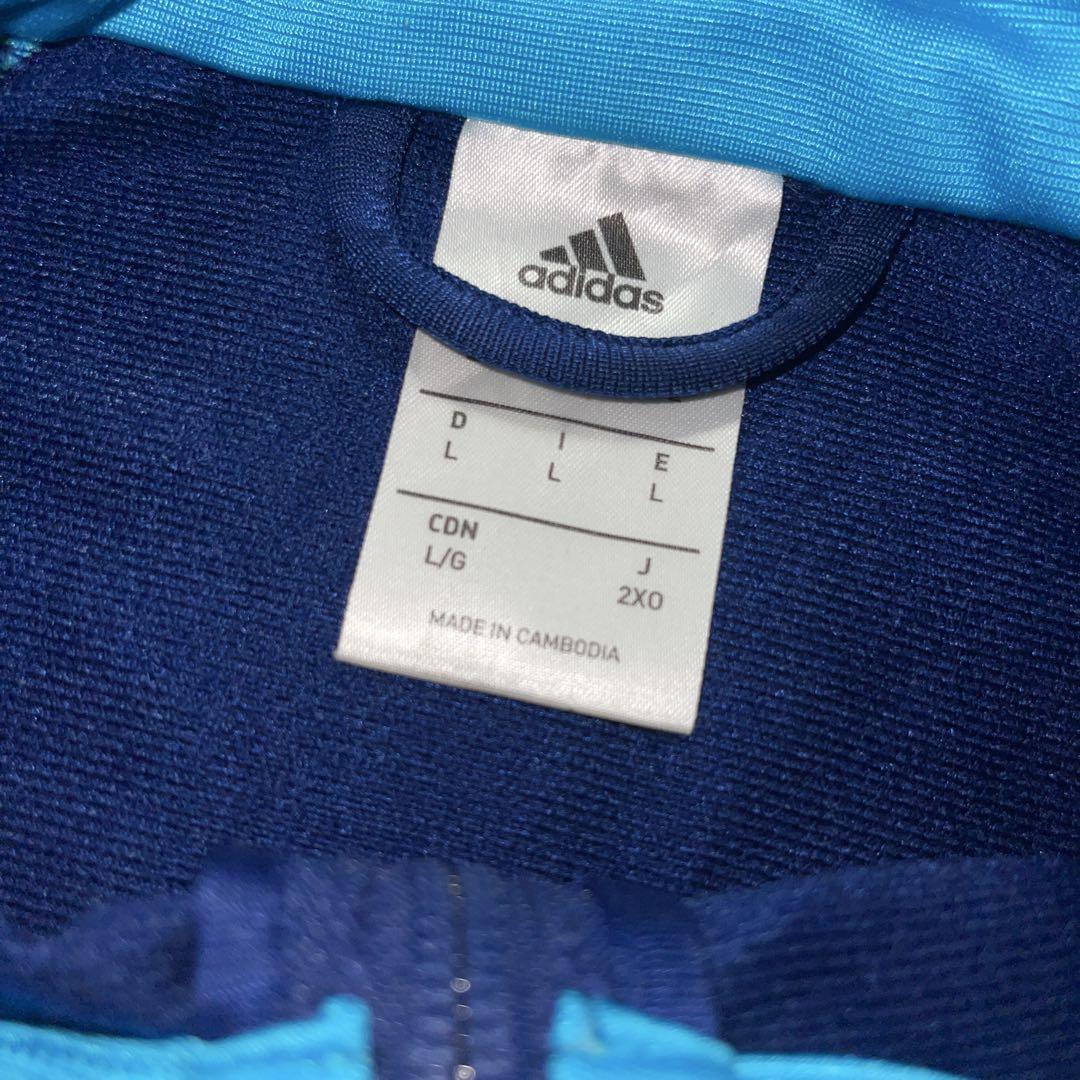 adidas
D I E
L L L
CDN J
L/G 2XO
MADE IN CAMBODIA